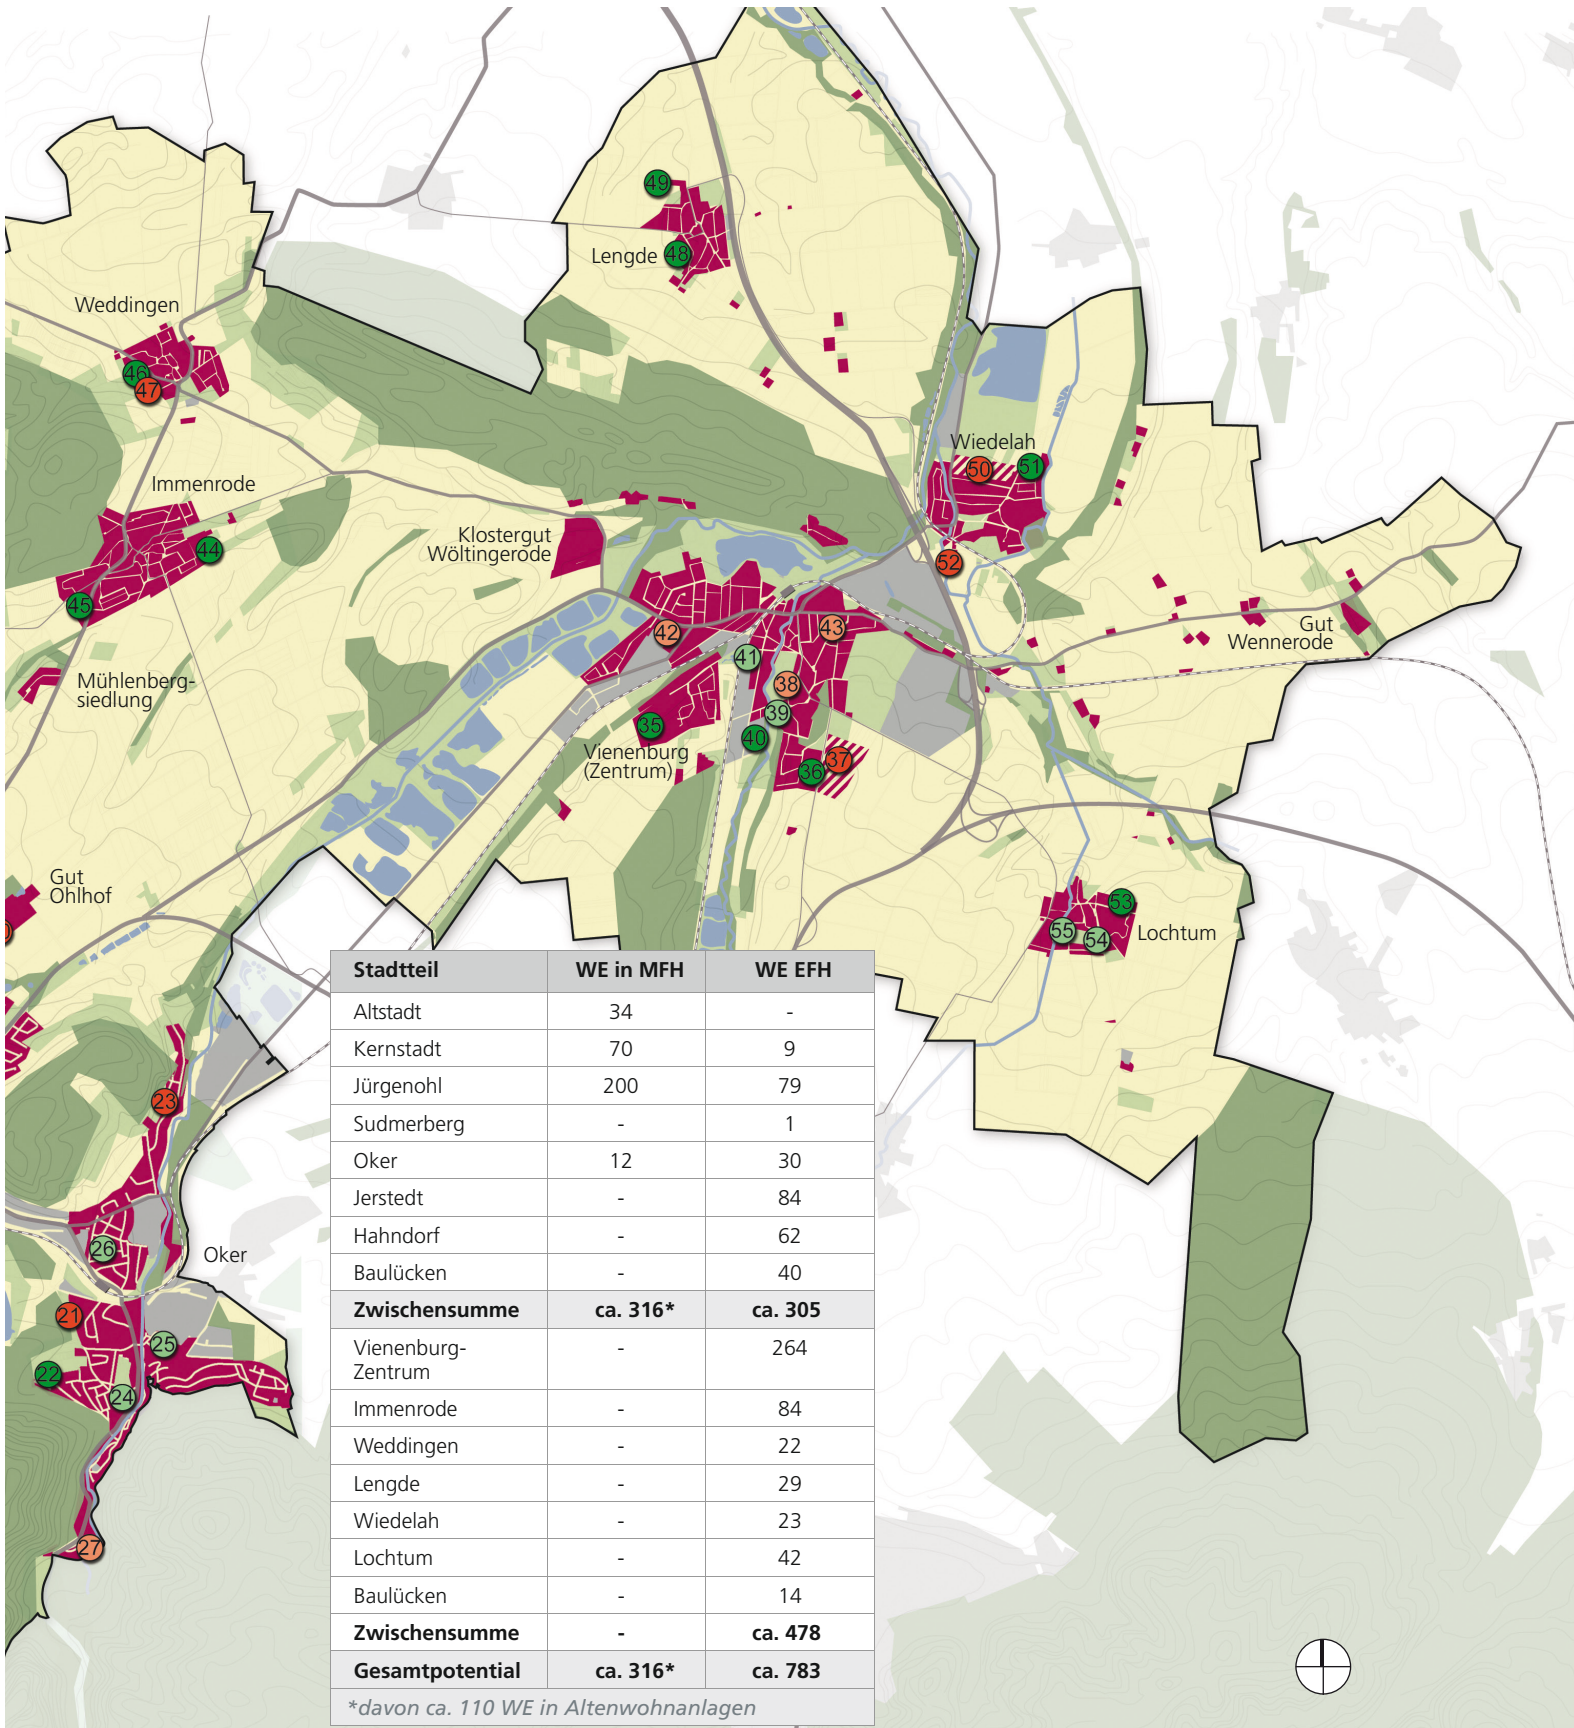 49
Lengde 48
Weddingen
46
47
Wiedelah
50
51
Immenrode
44
45
Klostergut
Wöltingerode
52
42
43
41
38
39
40
35
37
36
Gut
Wennerode
Mühlenberg-
siedlung
Vienenburg
(Zentrum)
Gut
Ohlhof
53
55
54
Lochtum
23
26
Oker
21
25
22
24
27
Stadtteil WE in MFH WE EFH
Altstadt 34 -
Kernstadt 70 9
Jürgenohl 200 79
Sudmerberg - 1
Oker 12 30
Jerstedt - 84
Hahndorf - 62
Baulücken - 40
Zwischensumme ca. 316* ca. 305
Vienenburg- - 264
Zentrum
Immenrode - 84
Weddingen - 22
Lengde - 29
Wiedelah - 23
Lochtum - 42
Baulücken - 14
Zwischensumme - ca. 478
Gesamtpotential ca. 316* ca. 783
*davon ca. 110 WE in Altenwohnanlagen